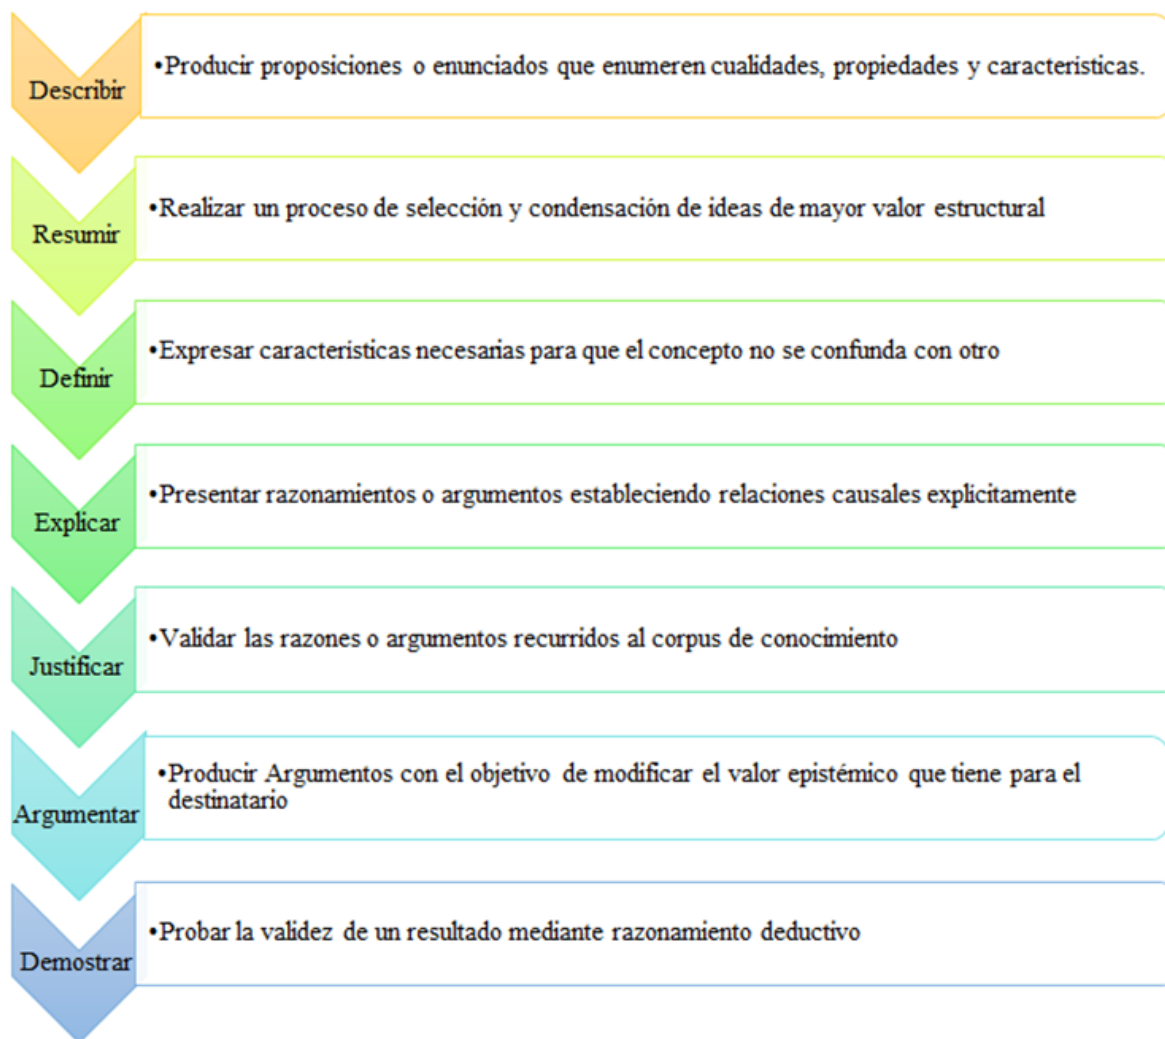 Describir
•Producir proposiciones o enunciados que enumeren cualidades, propiedades y características.
Resumir
•Realizar un proceso de selección y condensación de ideas de mayor valor estructural
Definir
•Expresar características necesarias para que el concepto no se confunda con otro
Explicar
•Presentar razonamientos o argumentos estableciendo relaciones causales explícitamente
Justificar
•Validar las razones o argumentos recurridos al corpus de conocimiento
Argumentar
•Producir Argumentos con el objetivo de modificar el valor epistémico que tiene para el
destinatario
Demostrar
•Probar la validez de un resultado mediante razonamiento deductivo